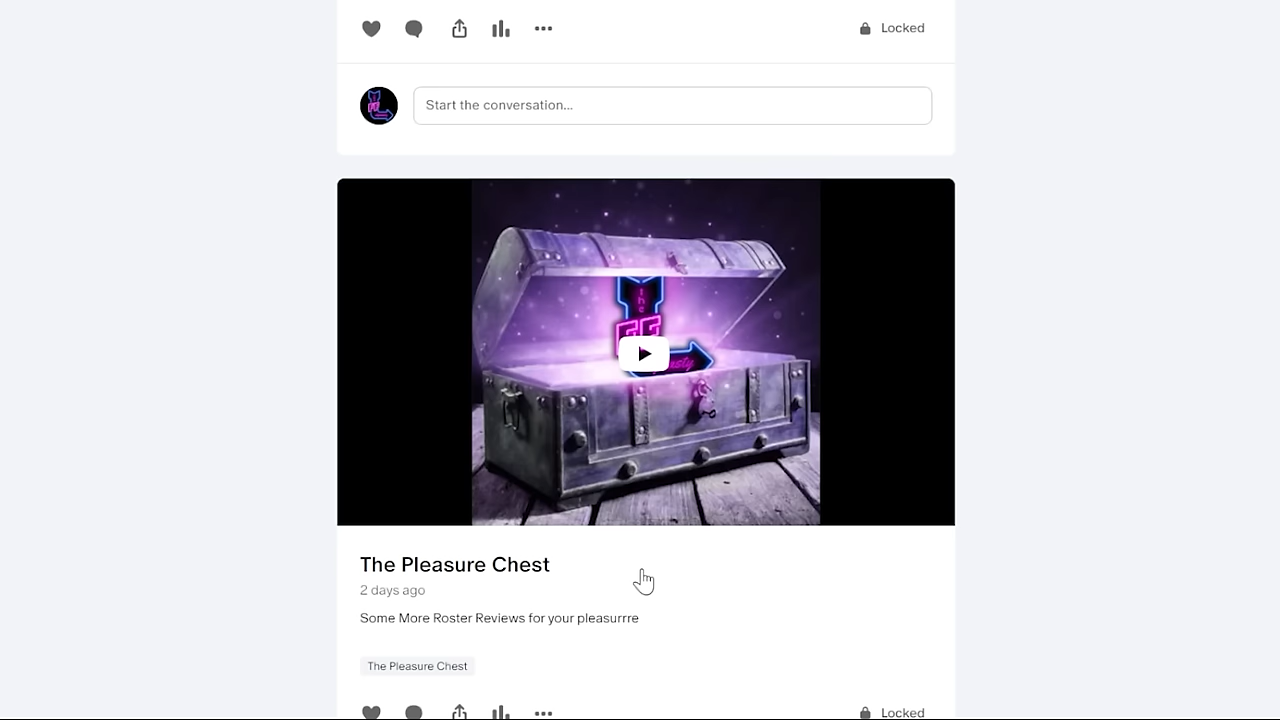 Locked
Start the conversation...
the
The Pleasure Chest
2 days ago
Some More Roster Reviews for your pleasurrre
The Pleasure Chest
Locked